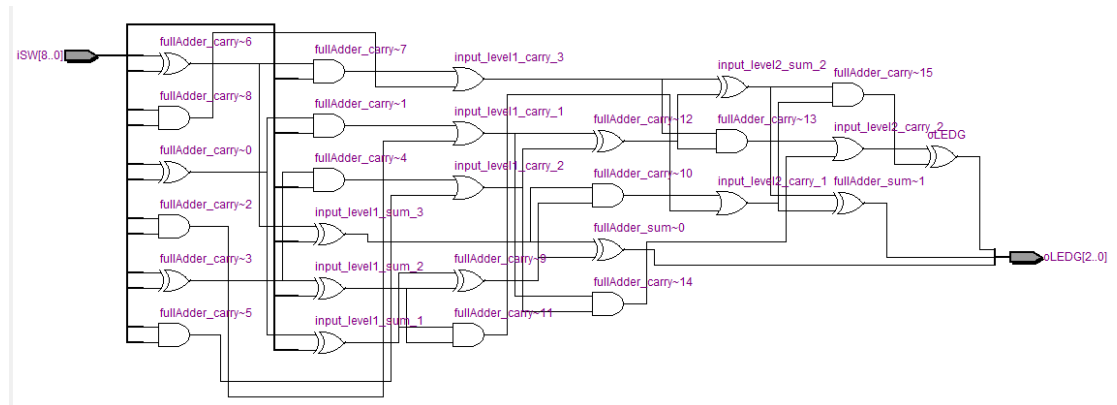 iSW[8..0]
fullAdder_carry~6
fullAdder_carry~8
fullAdder_carry~0
fullAdder_carry~2
fullAdder_carry~3
fullAdder_carry~5
fullAdder_carry~7
fullAdder_carry~1
fullAdder_carry~4
input_level1_sum_3
input_level1_sum_2
input_level1_sum_1
input_level1_carry_3
input_level1_carry_1
input_level1_carry_2
fullAdder_carry~9
fullAdder_carry~11
fullAdder_carry~12
fullAdder_carry~10
fullAdder_sum~0
fullAdder_carry~14
input_level2_sum_2
fullAdder_carry~13
input_level2_carry_1
fullAdder_carry~15
input_level2_carry_2
fullAdder_sum~1
oLEDG
oLEDG[2..0]